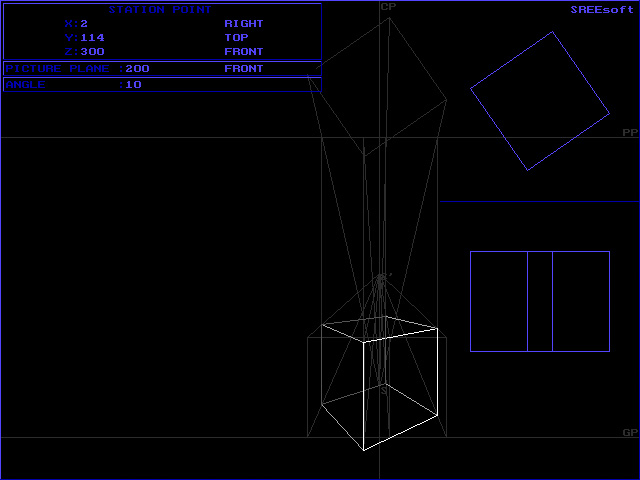 STATION POINT
X:2 RIGHT
Y:114 TOP
Z:300 FRONT
PICTURE PLANE :200 FRONT
ANGLE :10
SREEsoft
CP
PP
S
GP